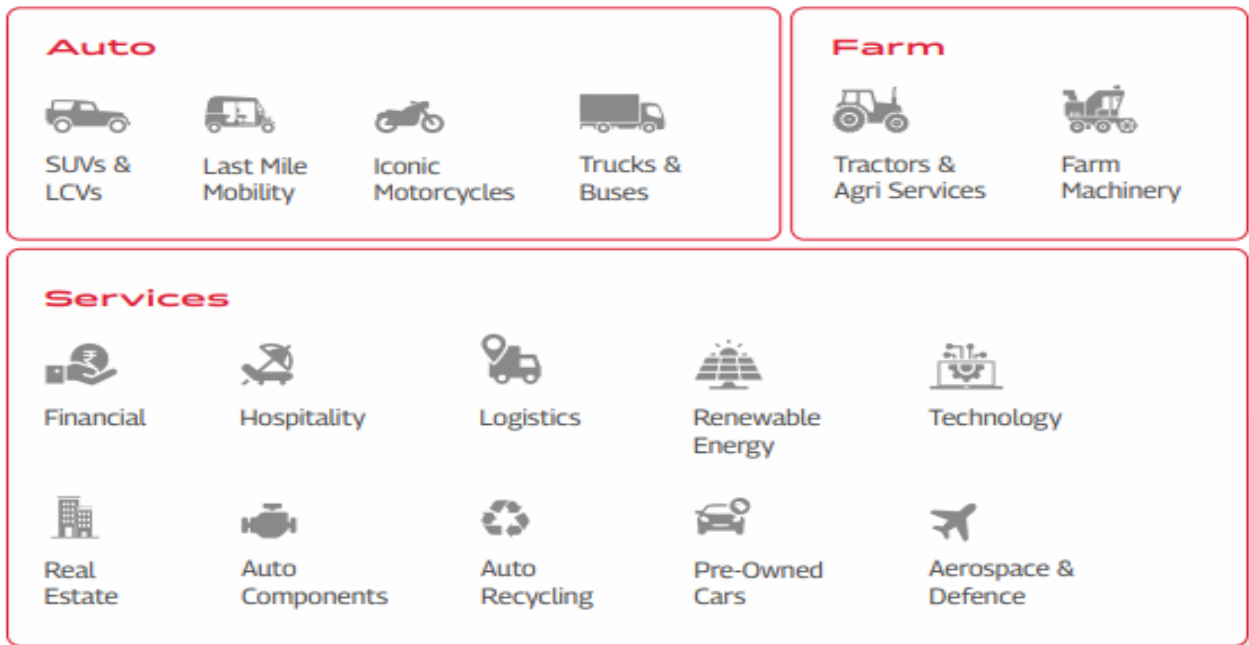 Auto
SUVs &
LCVs
Last Mile
Mobility
Iconic
Motorcycles
Trucks &
Buses
Farm
Tractors &
Agri Services
Farm
Machinery
Services
₹
Financial
Hospitality
Logistics
Renewable
Energy
Technology
Real
Estate
Auto
Components
Auto
Recycling
Pre-Owned
Cars
Aerospace &
Defence